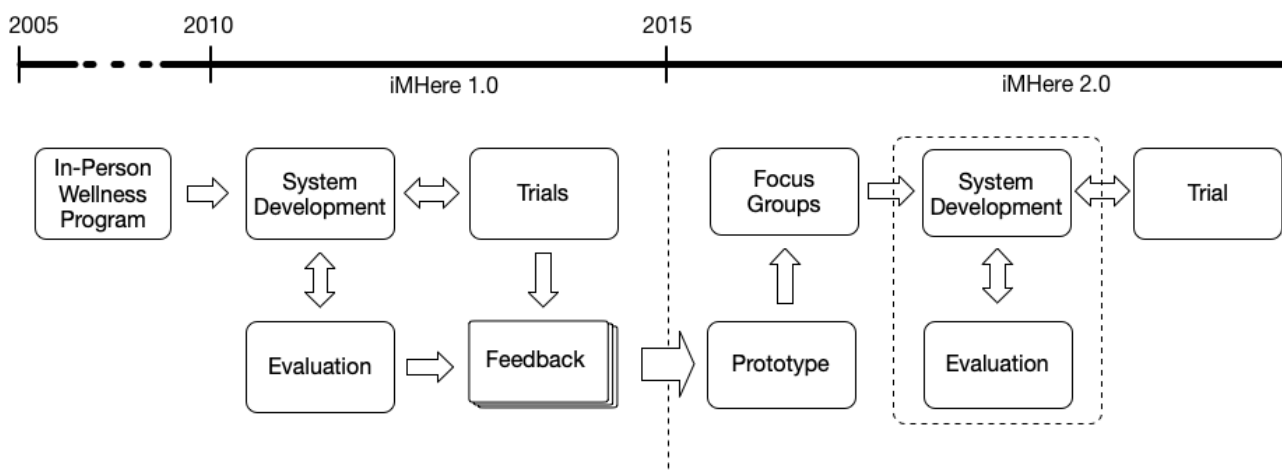 2005
2010
2015
iMHere 1.0
iMHere 2.0
In-Person
Wellness
Program
System
Development
Trials
Focus
Groups
System
Development
Trial
Evaluation
Feedback
Prototype
Evaluation